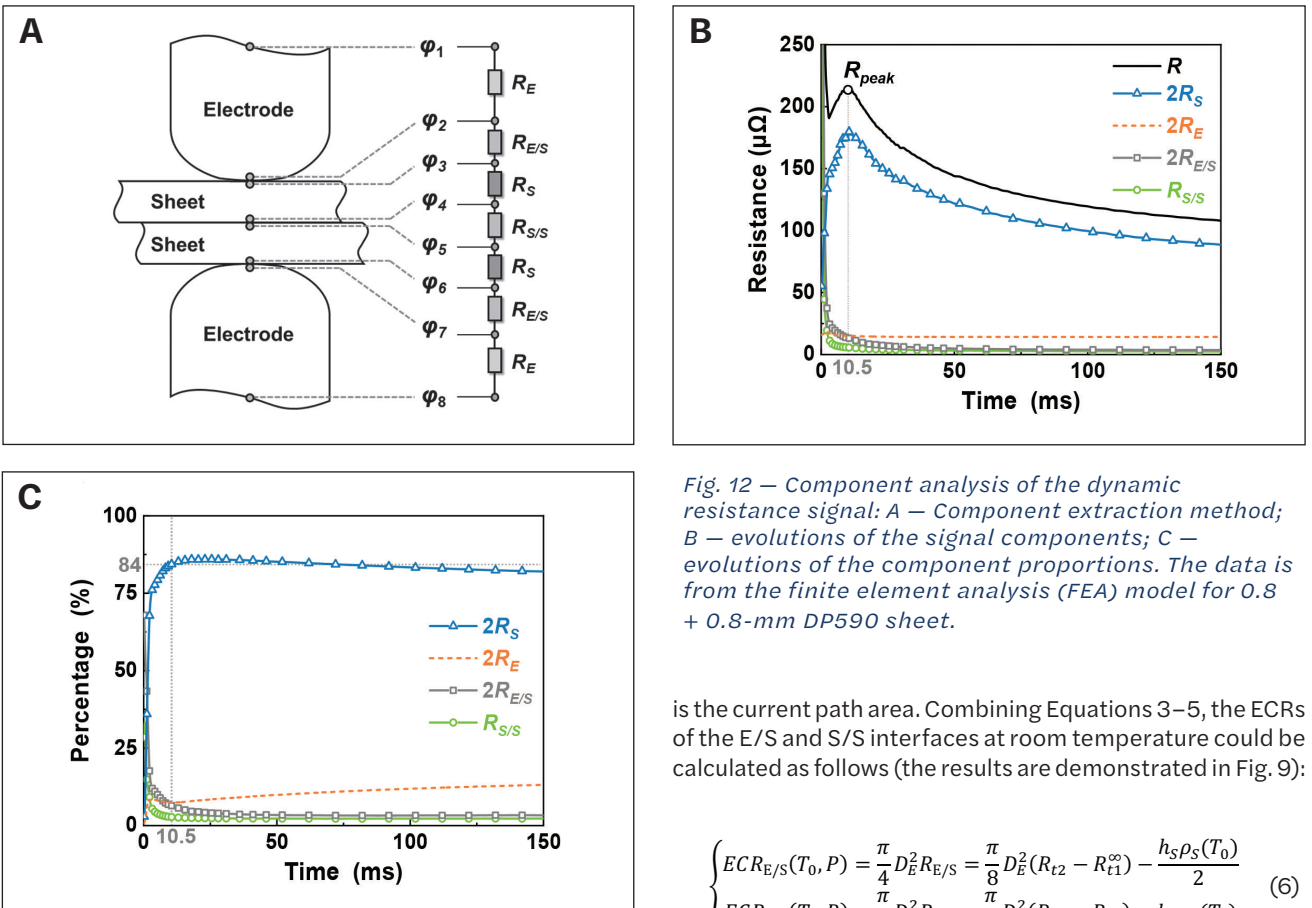 A
Electrode
Sheet
Sheet
Electrode
φ1
φ2
φ3
φ4
φ5
φ6
φ7
φ8
R_E
R_E/S
R_S
R_S/S
R_S
R_E/S
R_E
B
Resistance (μΩ)
250
200
150
100
50
0
R_peak
R
2R_S
2R_E
2R_E/S
R_S/S
0 10.5 50 100 150
Time (ms)
C
Percentage (%)
100
84
75
50
25
0
2R_S
2R_E
2R_E/S
R_S/S
0 10.5 50 100 150
Time (ms)
Fig. 12 — Component analysis of the dynamic
resistance signal: A — Component extraction method;
B — evolutions of the signal components; C —
evolutions of the component proportions. The data is
from the finite element analysis (FEA) model for 0.8
+ 0.8-mm DP590 sheet.
is the current path area. Combining Equations 3–5, the ECRs
of the E/S and S/S interfaces at room temperature could be
calculated as follows (the results are demonstrated in Fig. 9):
ECR_E/S(T_0, P) = π/4 D_E^2 R_E/S = π/8 D_E^2 (R_t2 − R_t1^∞) − h_S ρ_S(T_0)/2
(6)